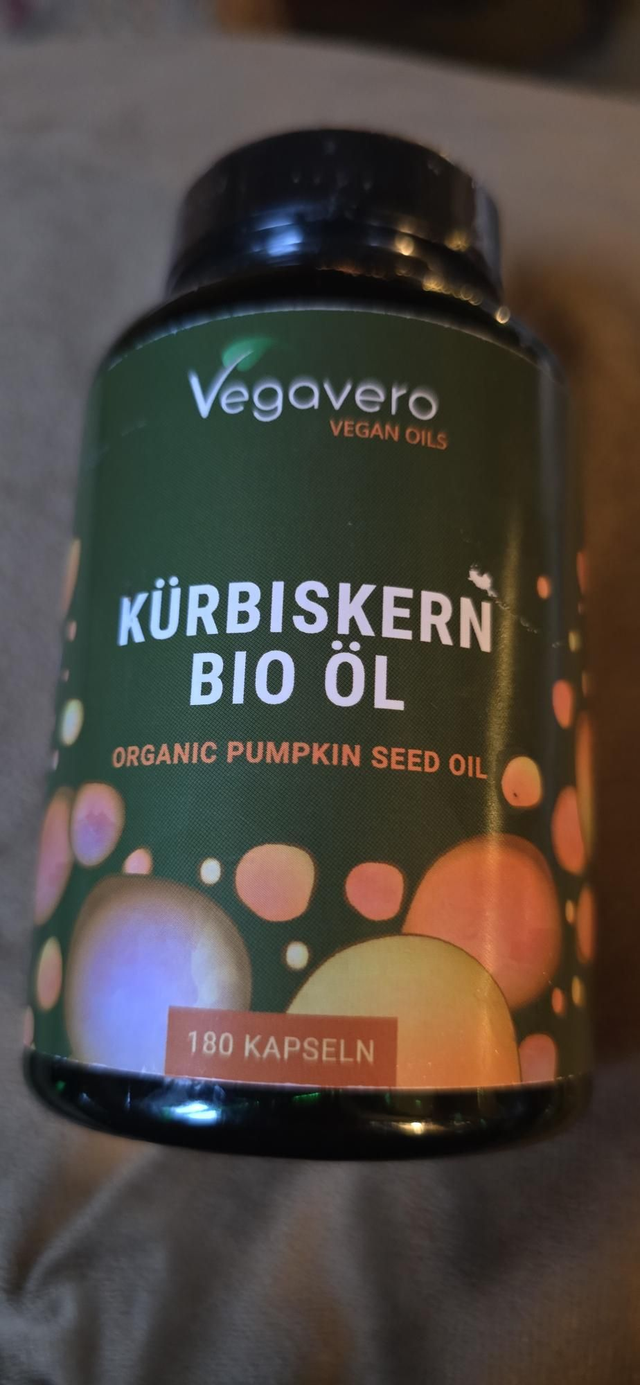 Vegavero
VEGAN OILS
KÜRBISKERN
BIO ÖL
ORGANIC PUMPKIN SEED OIL
180 KAPSELN